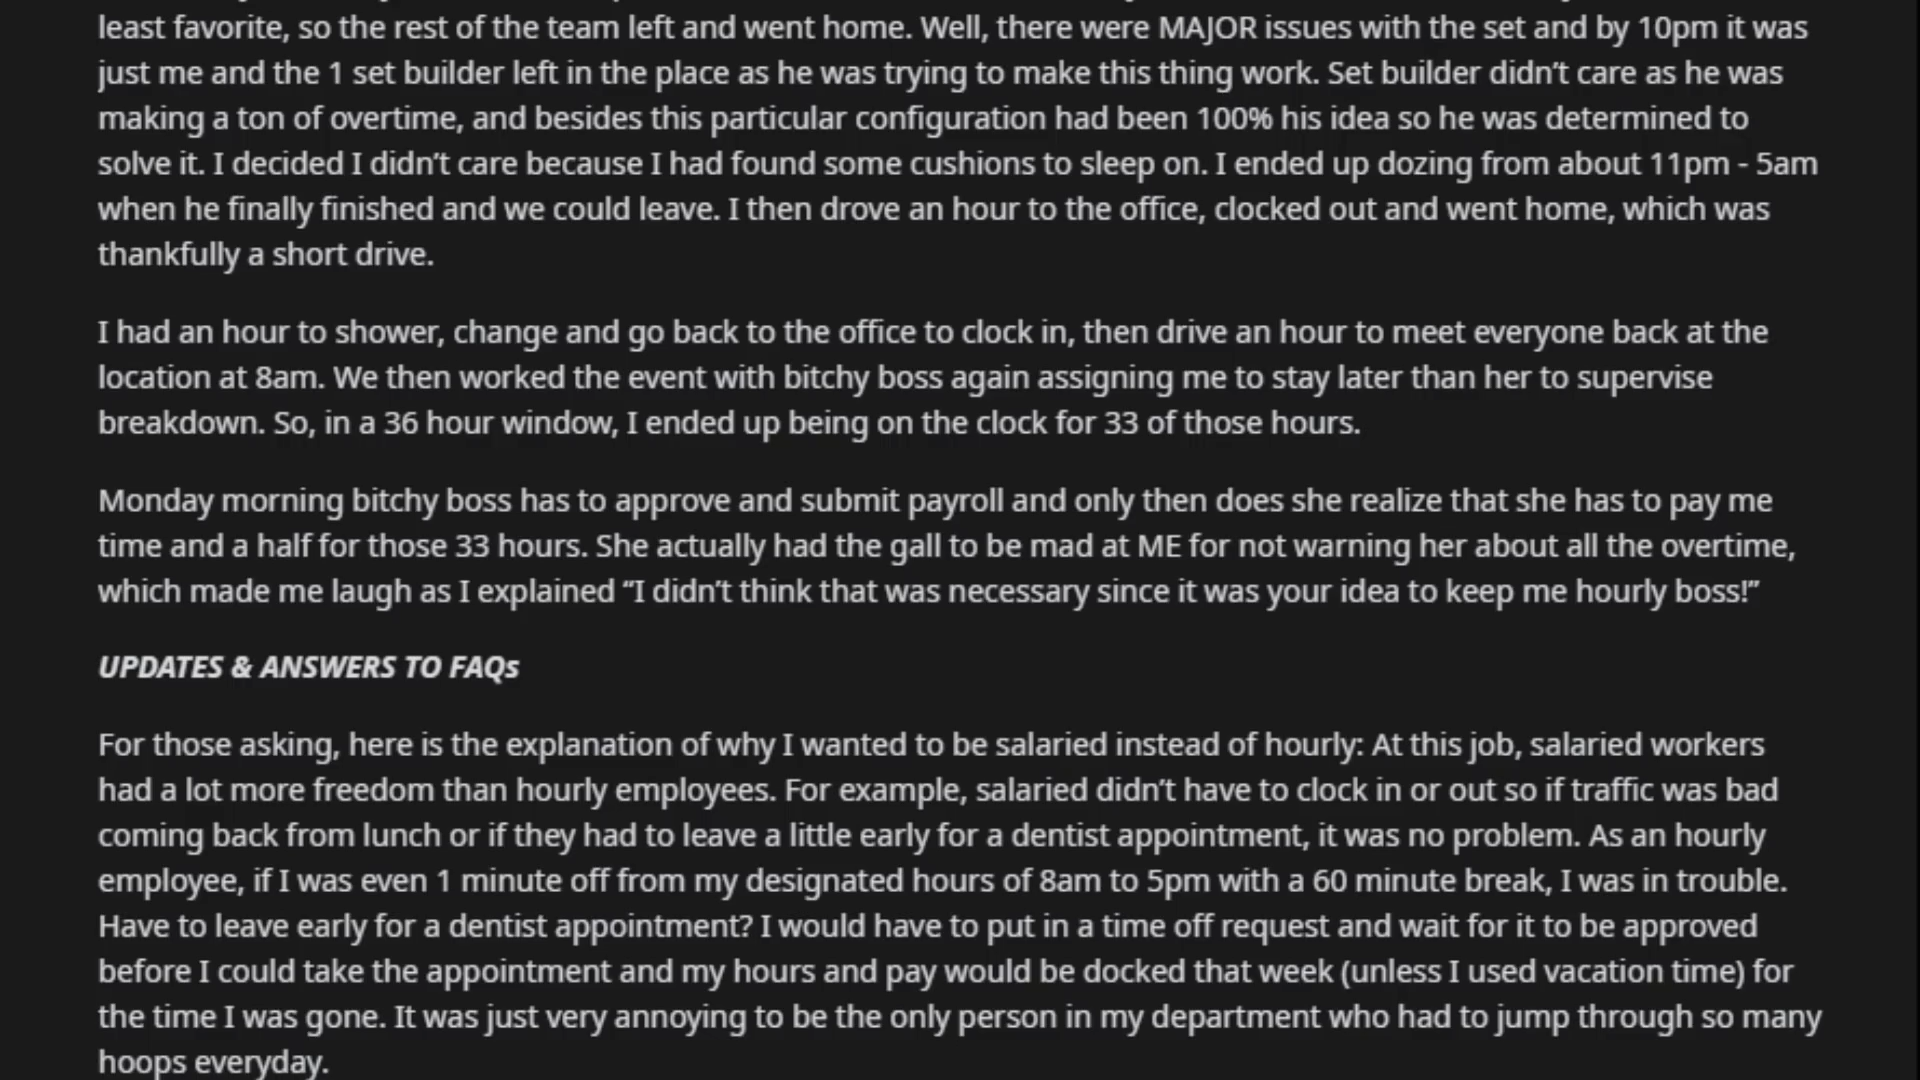 least favorite, so the rest of the team left and went home. Well, there were MAJOR issues with the set and by 10pm it was
just me and the 1 set builder left in the place as he was trying to make this thing work. Set builder didn’t care as he was
making a ton of overtime, and besides this particular configuration had been 100% his idea so he was determined to
solve it. I decided I didn’t care because I had found some cushions to sleep on. I ended up dozing from about 11pm - 5am
when he finally finished and we could leave. I then drove an hour to the office, clocked out and went home, which was
thankfully a short drive.
I had an hour to shower, change and go back to the office to clock in, then drive an hour to meet everyone back at the
location at 8am. We then worked the event with bitchy boss again assigning me to stay later than her to supervise
breakdown. So, in a 36 hour window, I ended up being on the clock for 33 of those hours.
Monday morning bitchy boss has to approve and submit payroll and only then does she realize that she has to pay me
time and a half for those 33 hours. She actually had the gall to be mad at ME for not warning her about all the overtime,
which made me laugh as I explained “I didn’t think that was necessary since it was your idea to keep me hourly boss!”
UPDATES & ANSWERS TO FAQs
For those asking, here is the explanation of why I wanted to be salaried instead of hourly: At this job, salaried workers
had a lot more freedom than hourly employees. For example, salaried didn’t have to clock in or out so if traffic was bad
coming back from lunch or if they had to leave a little early for a dentist appointment, it was no problem. As an hourly
employee, if I was even 1 minute off from my designated hours of 8am to 5pm with a 60 minute break, I was in trouble.
Have to leave early for a dentist appointment? I would have to put in a time off request and wait for it to be approved
before I could take the appointment and my hours and pay would be docked that week (unless I used vacation time) for
the time I was gone. It was just very annoying to be the only person in my department who had to jump through so many
hoops everyday.